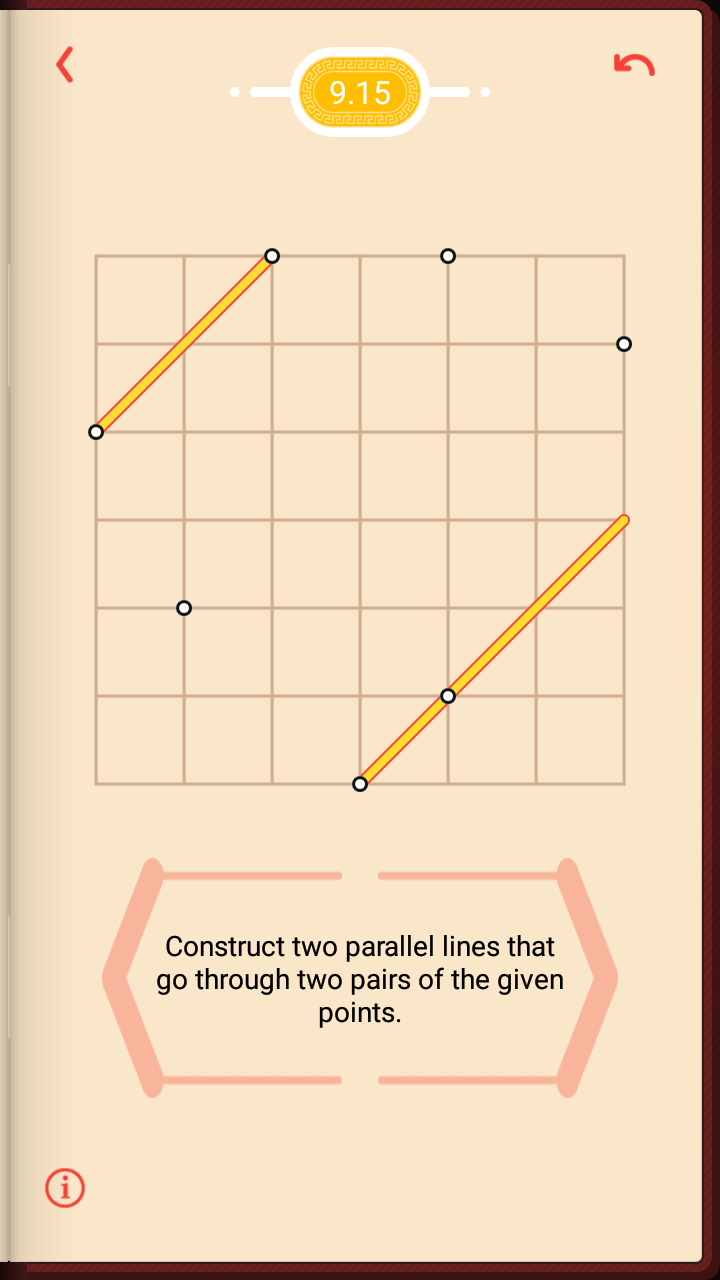 9.15
Construct two parallel lines that
go through two pairs of the given
points.
i